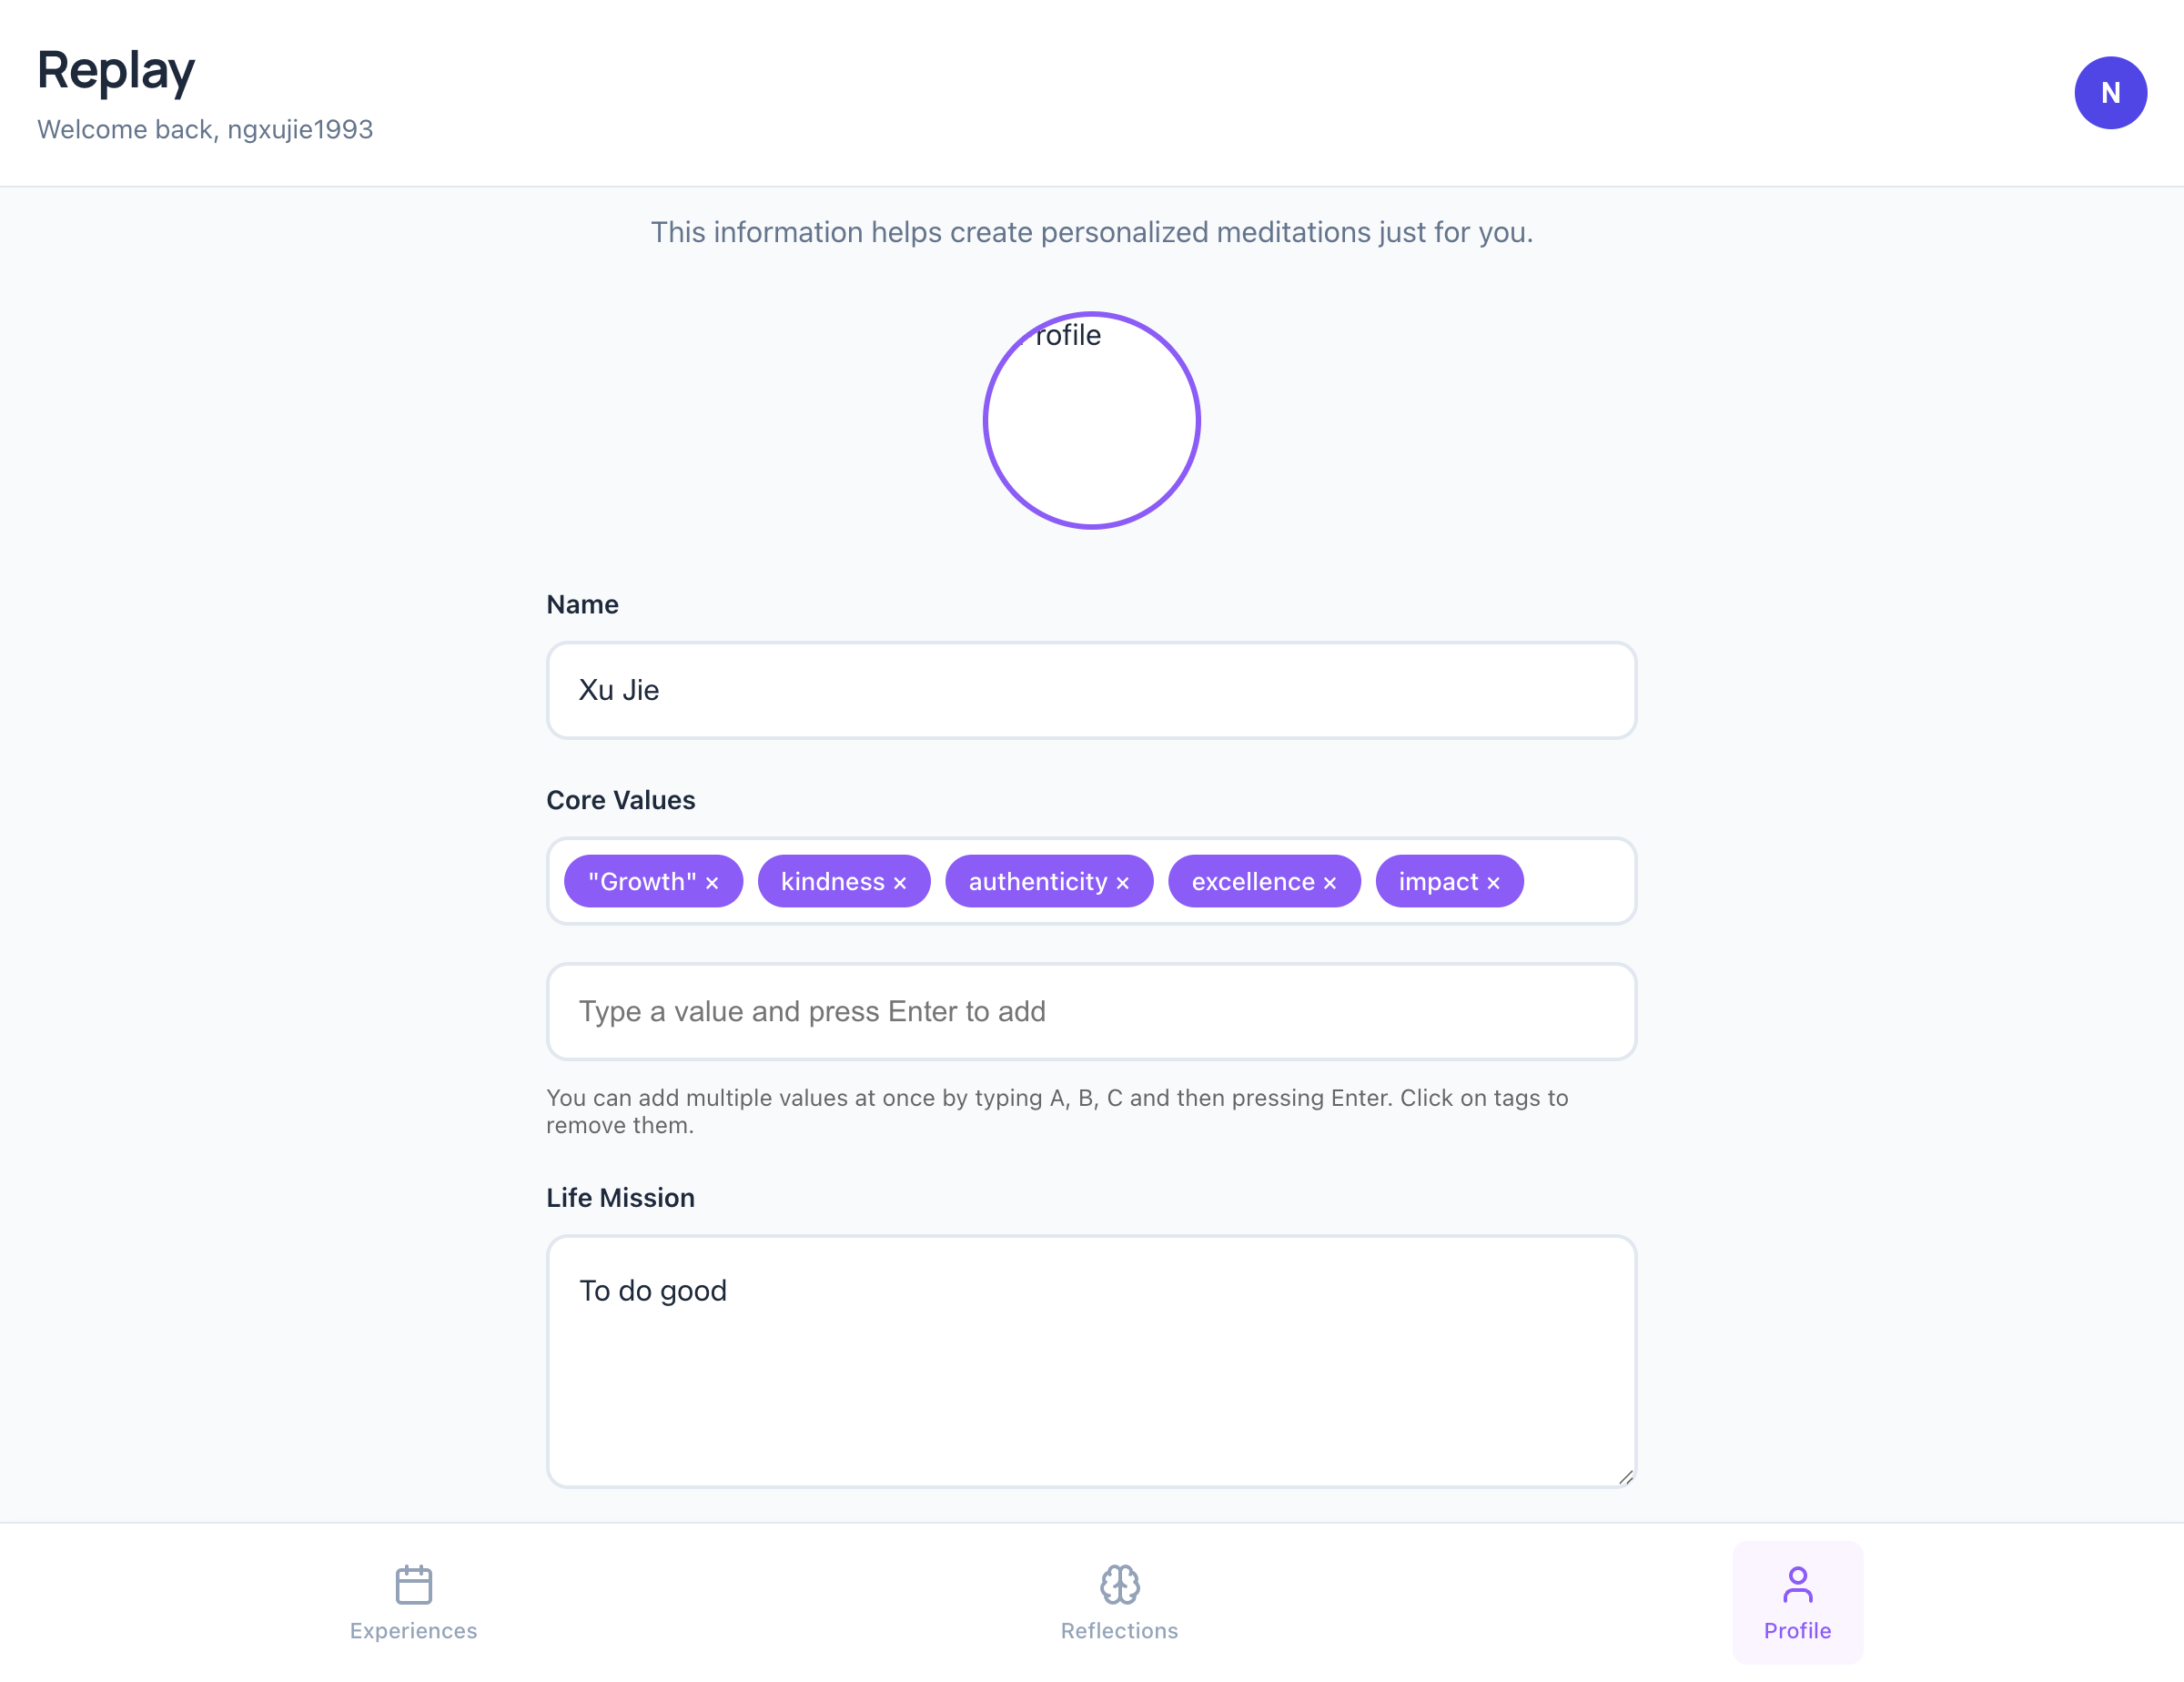 Replay
Welcome back, ngxujie1993
N
This information helps create personalized meditations just for you.
rofile
Name
Xu Jie
Core Values
"Growth" × kindness × authenticity × excellence × impact ×
Type a value and press Enter to add
You can add multiple values at once by typing A, B, C and then pressing Enter. Click on tags to
remove them.
Life Mission
To do good
Experiences
Reflections
Profile